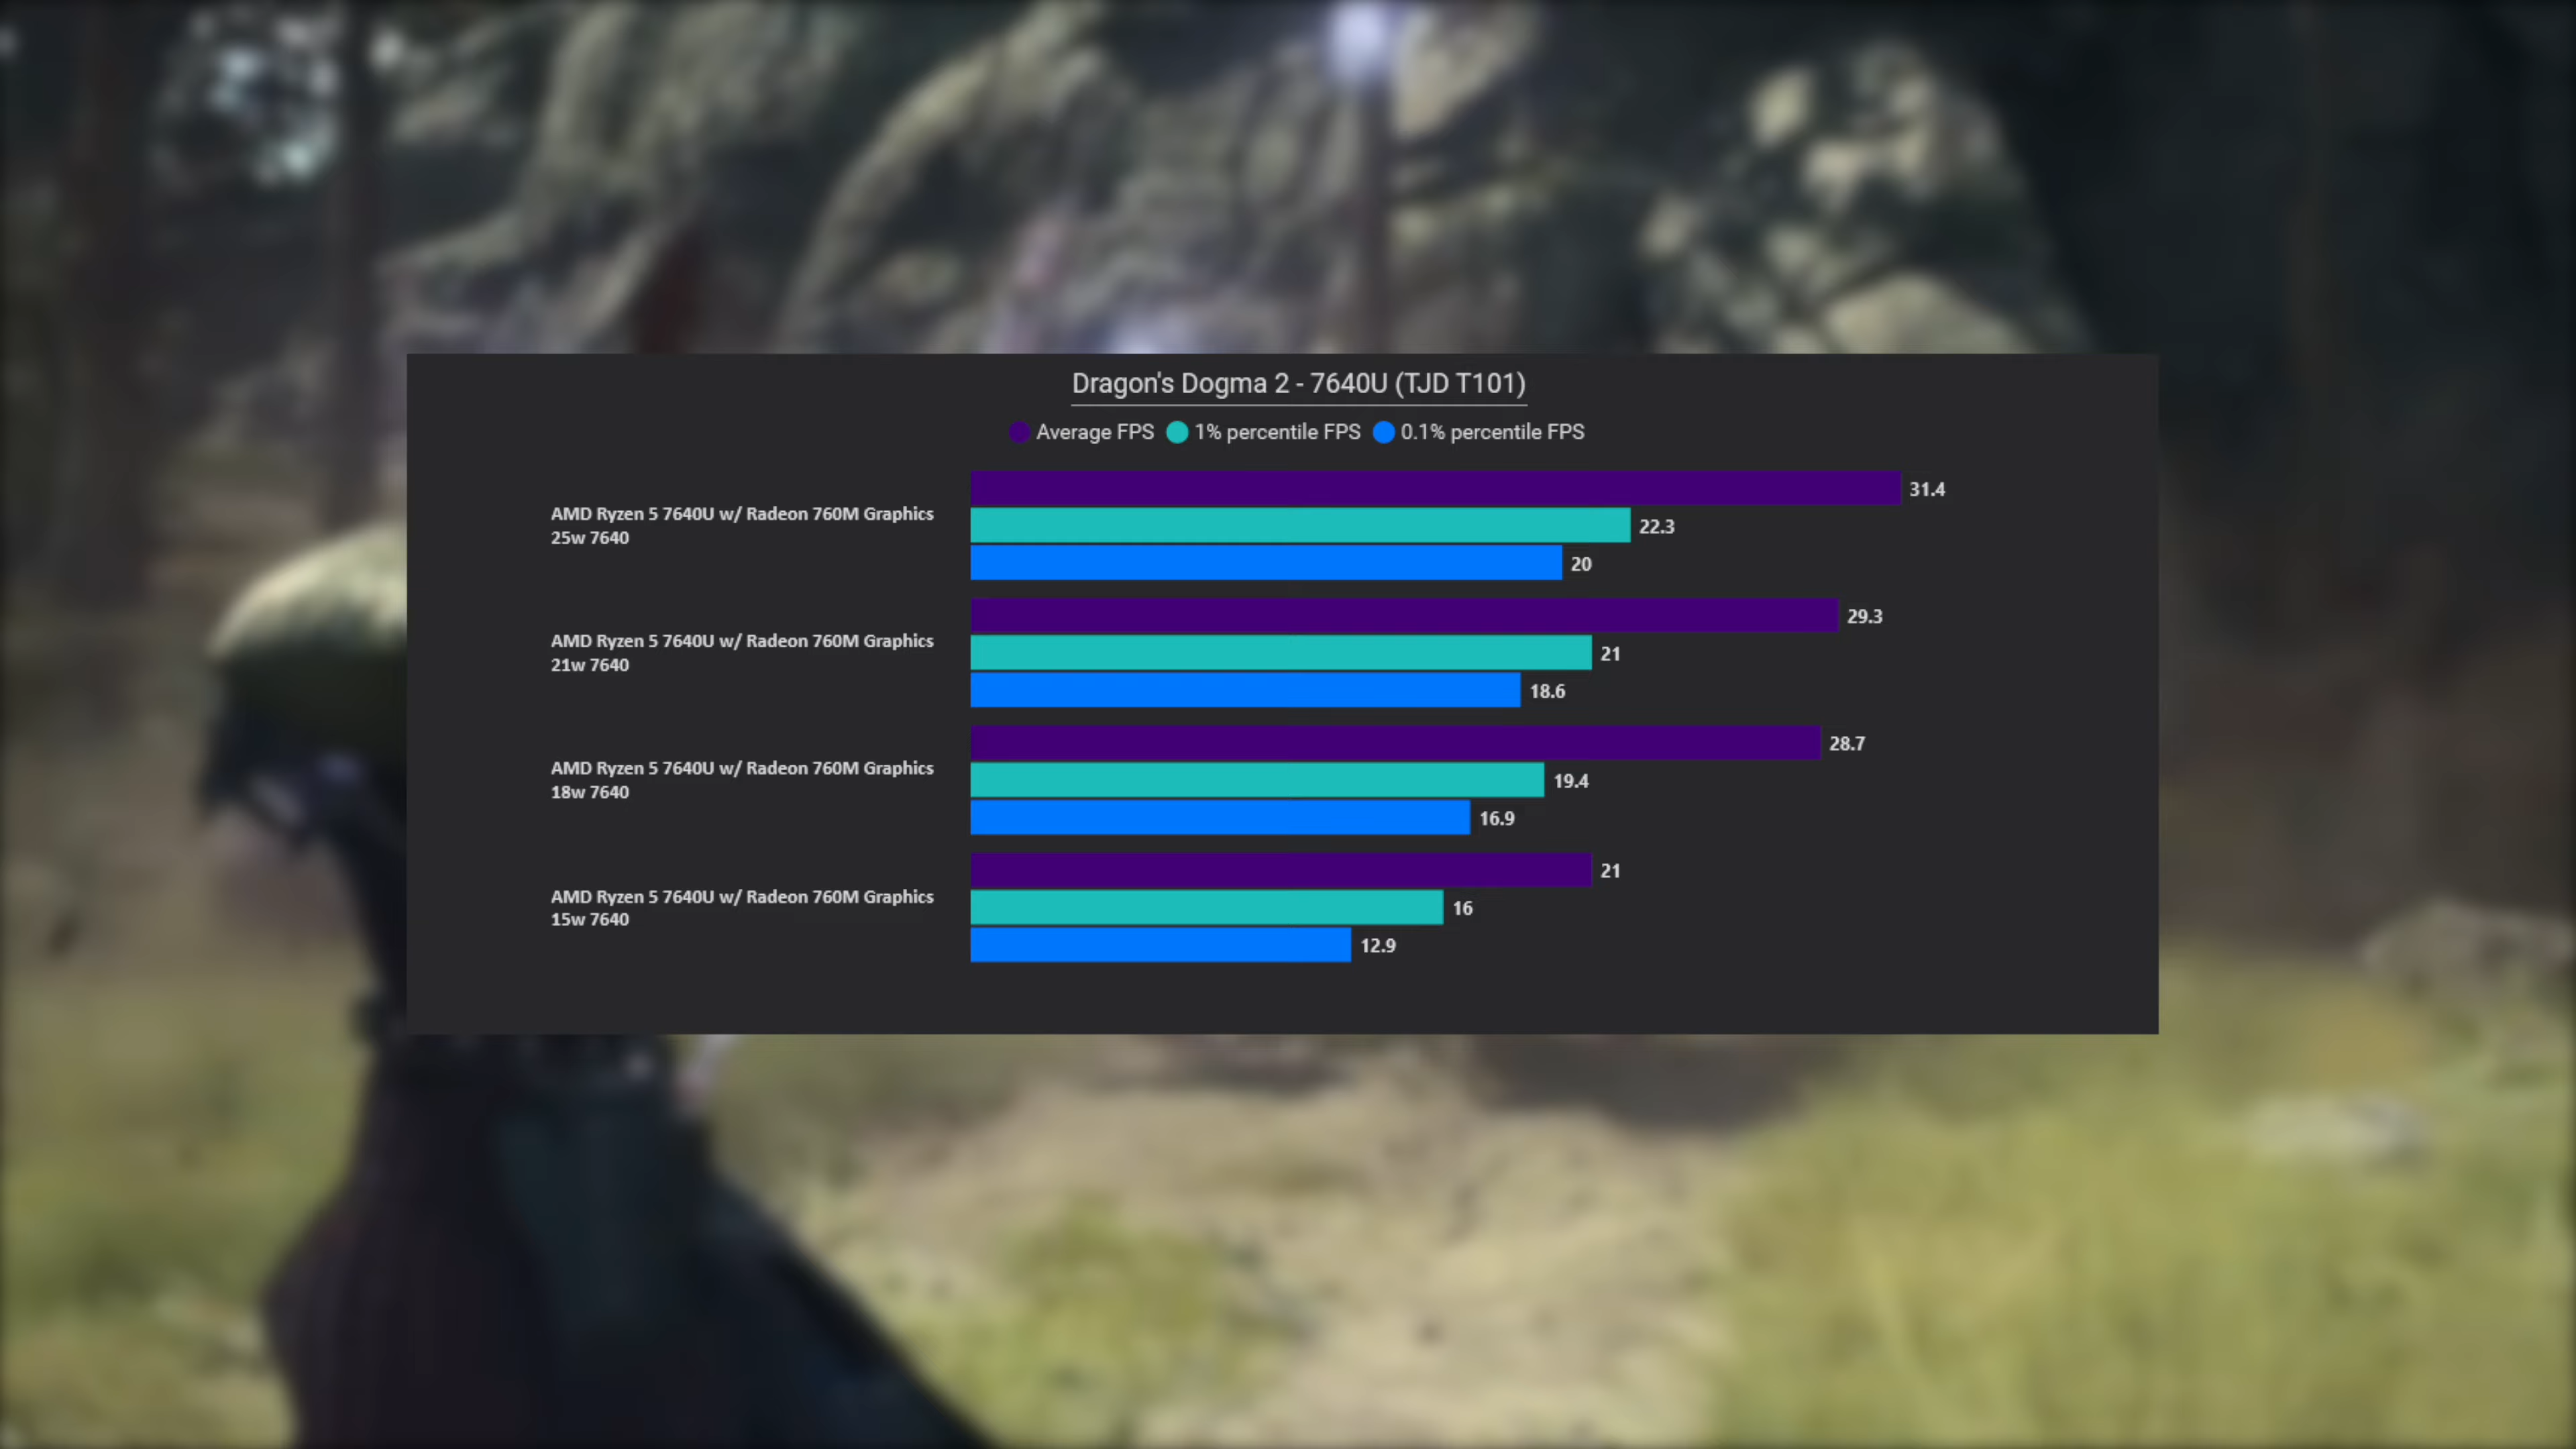 Dragon's Dogma 2 - 7640U (TJD T101)
Average FPS 1% percentile FPS 0.1% percentile FPS
AMD Ryzen 5 7640U w/ Radeon 760M Graphics
25w 7640
31.4
22.3
20
AMD Ryzen 5 7640U w/ Radeon 760M Graphics
21w 7640
29.3
21
18.6
AMD Ryzen 5 7640U w/ Radeon 760M Graphics
18w 7640
28.7
19.4
16.9
AMD Ryzen 5 7640U w/ Radeon 760M Graphics
15w 7640
21
16
12.9